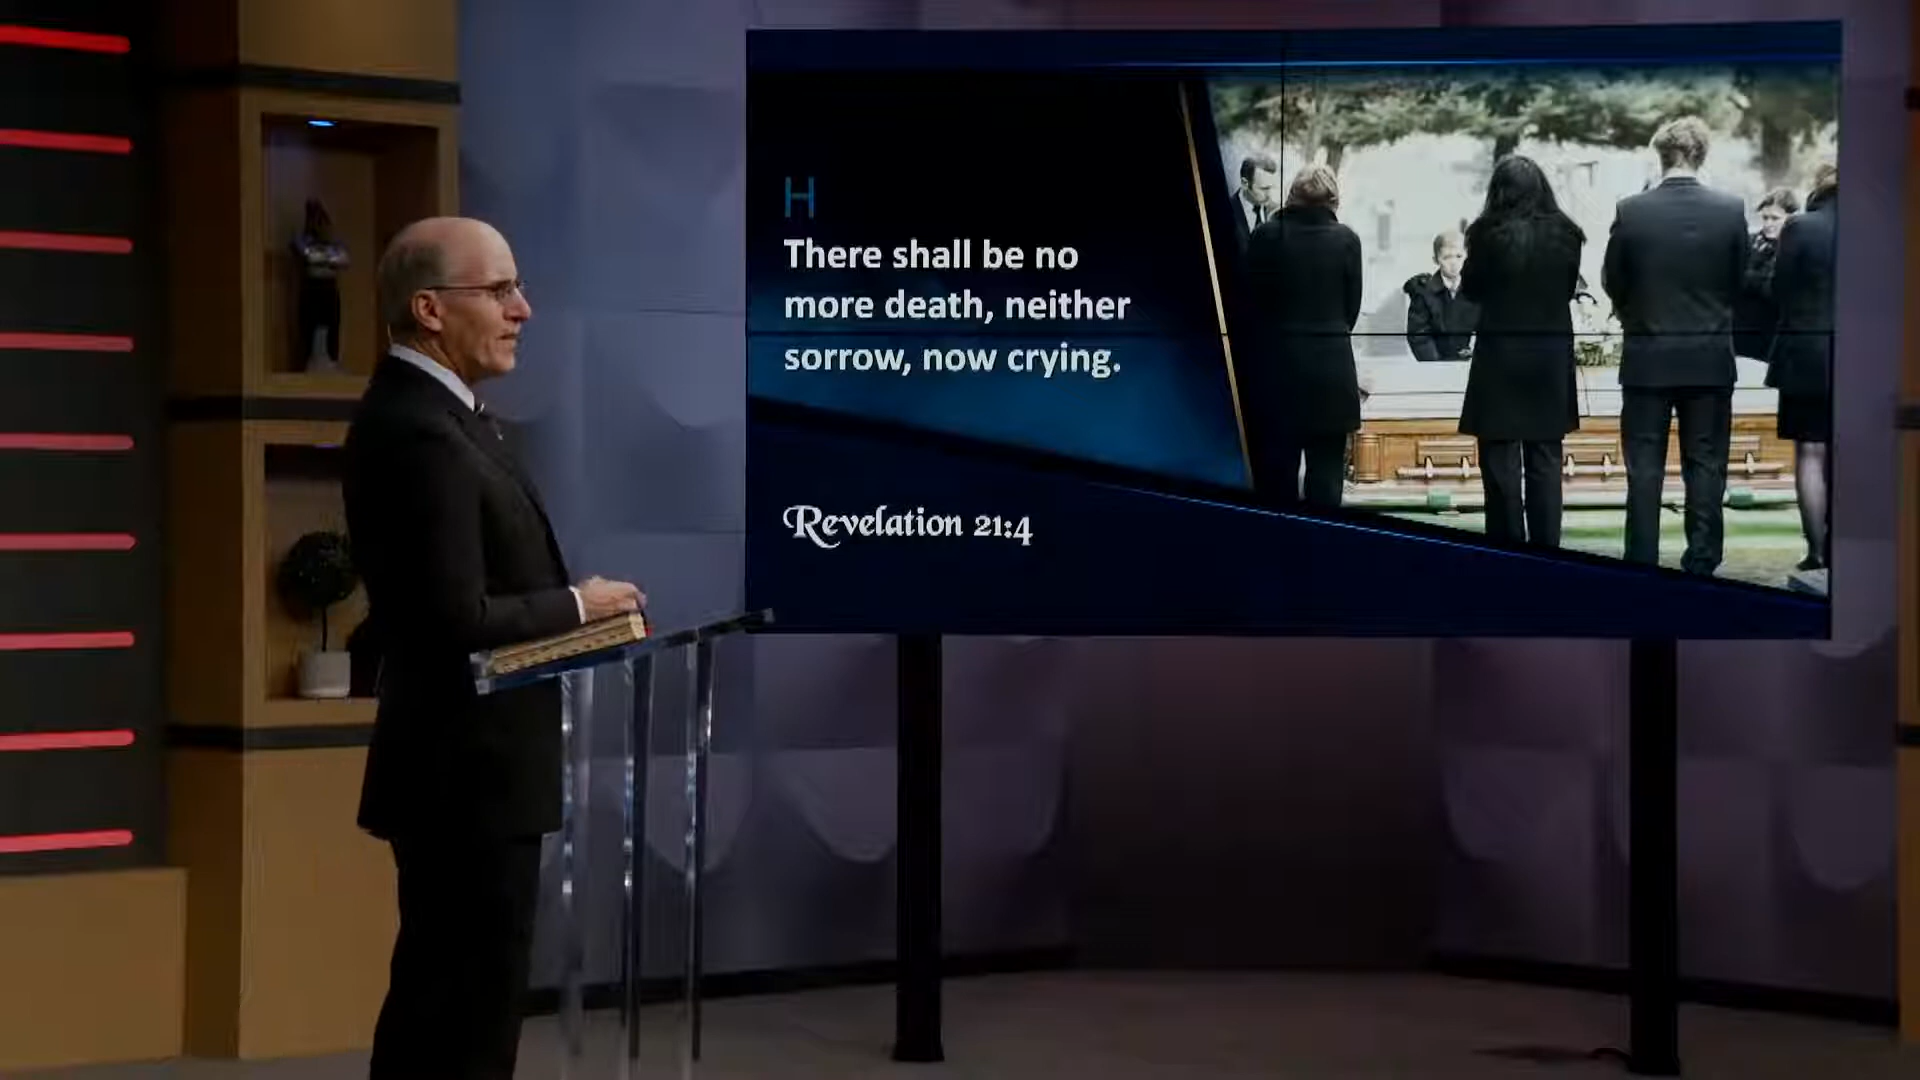 H
There shall be no
more death, neither
sorrow, now crying.
Revelation 21:4